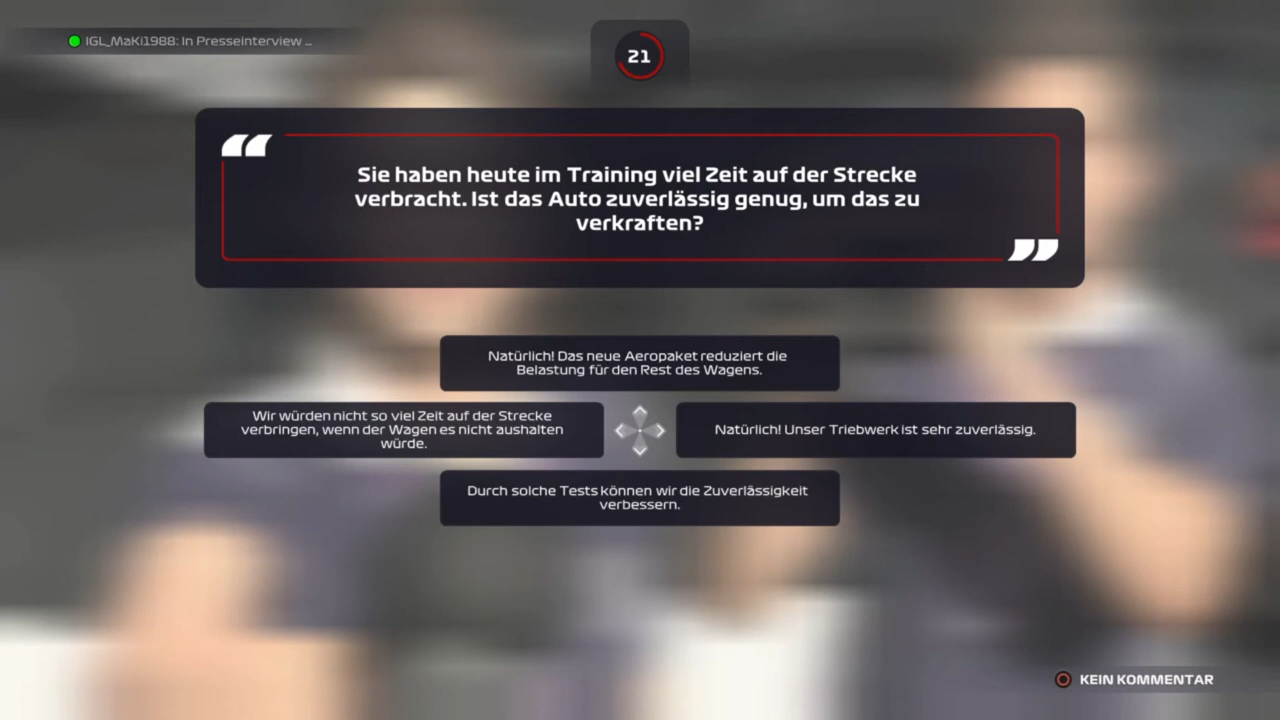 IGL_MaKi1988: In Presseinterview ...
21
Sie haben heute im Training viel Zeit auf der Strecke
verbracht. Ist das Auto zuverlässig genug, um das zu
verkraften?
Natürlich! Das neue Aeropaket reduziert die
Belastung für den Rest des Wagens.
Wir würden nicht so viel Zeit auf der Strecke
verbringen, wenn der Wagen es nicht aushalten
würde.
Natürlich! Unser Triebwerk ist sehr zuverlässig.
Durch solche Tests können wir die Zuverlässigkeit
verbessern.
KEIN KOMMENTAR